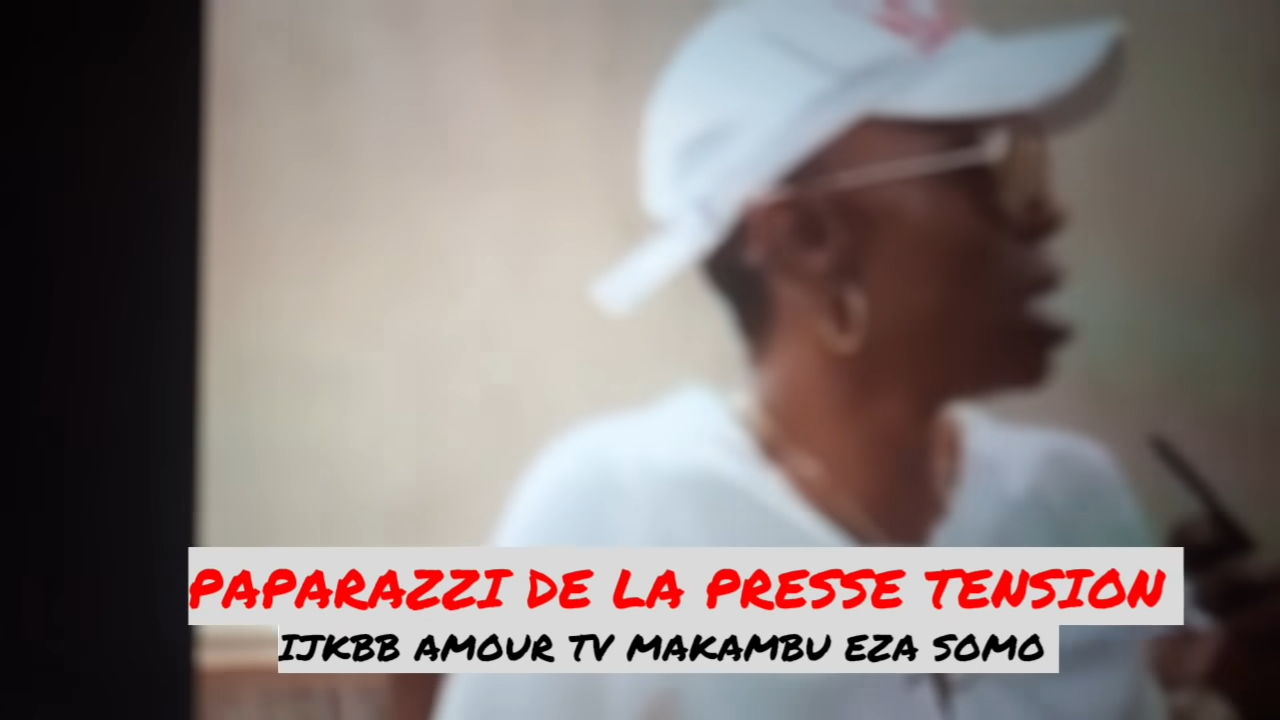 PAPARAZZI DE LA PRESSE TENSION
IJKBB AMOUR TV MAKAMBU EZA SOMO